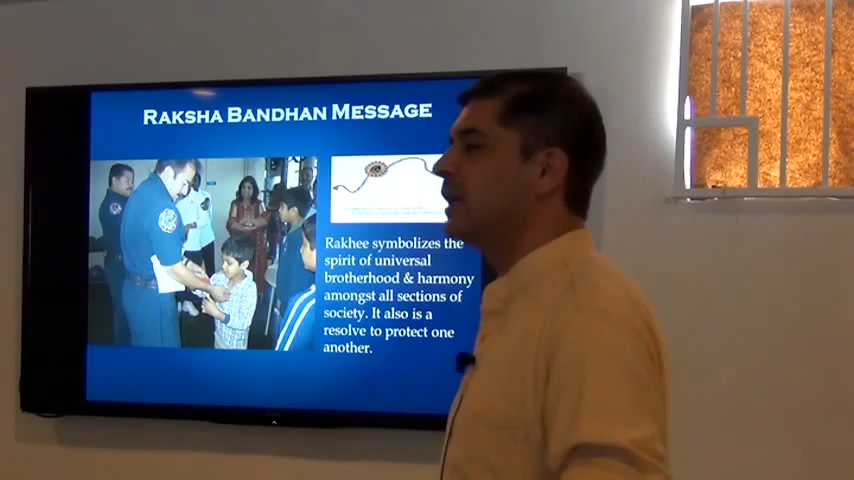 RAKSHA BANDHAN MESSAGE
Rakhee symbolizes the
spirit of universal
brotherhood & harmony
amongst all sections of
society. It also is a
resolve to protect one
another.